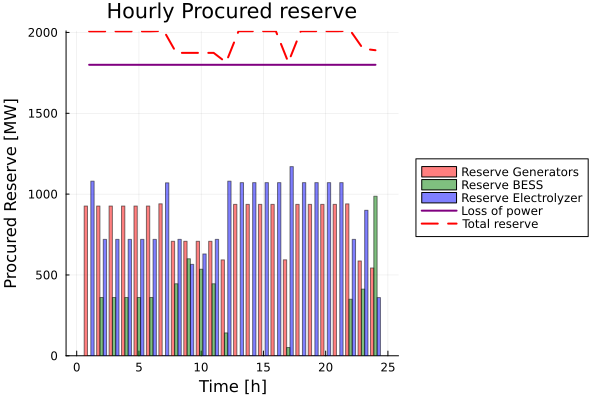 Hourly Procured reserve
Procured Reserve [MW]
2000
1500
1000
500
0
0 5 10 15 20 25
Time [h]
Reserve Generators
Reserve BESS
Reserve Electrolyzer
Loss of power
Total reserve